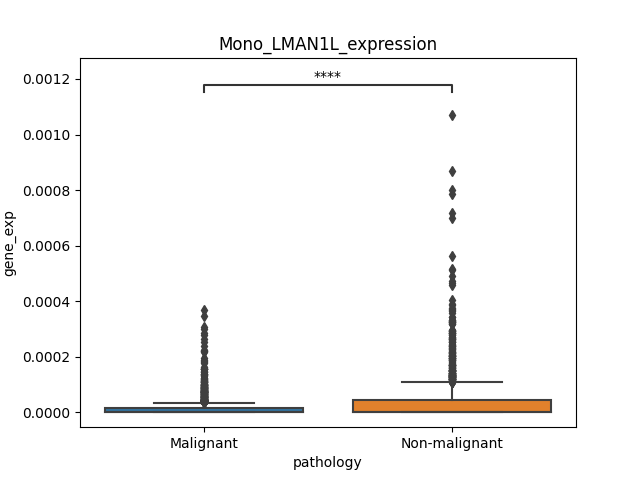 Mono_LMAN1L_expression
****
0.0012
0.0010
0.0008
0.0006
0.0004
0.0002
0.0000
gene_exp
Malignant
Non-malignant
pathology